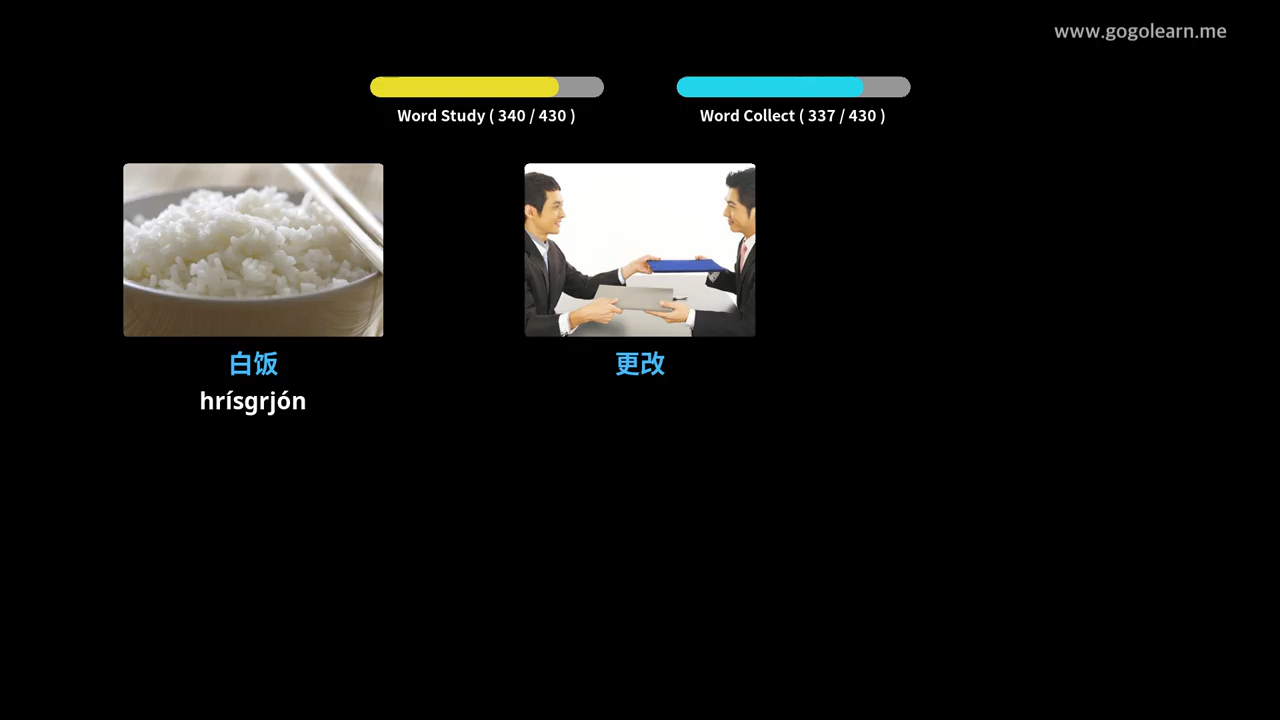 www.gogolearn.me
Word Study ( 340 / 430 )
Word Collect ( 337 / 430 )
白饭
hrísgrjón
更改